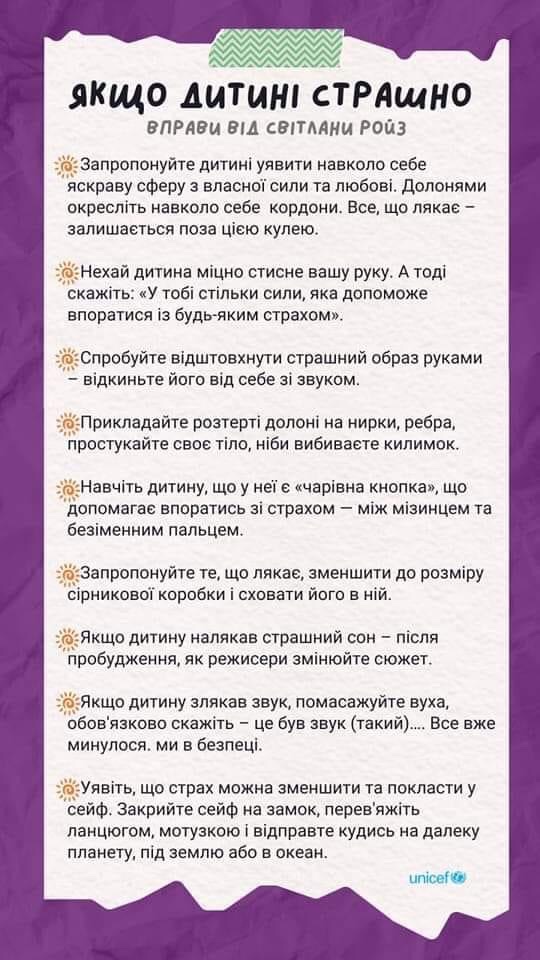 ЯКЩО ДИТИНІ СТРАШНО
ВПРАВИ ВІД СВІТЛАНИ РОЙЗ
Запропонуйте дитині уявити навколо себе
яскраву сферу з власної сили та любові. Долонями
окресліть навколо себе кордони. Все, що лякає –
залишається поза цією кулею.
Нехай дитина міцно стисне вашу руку. А тоді
скажіть: «У тобі стільки сили, яка допоможе
впоратися із будь-яким страхом».
Спробуйте відштовхнути страшний образ руками
– відкиньте його від себе зі звуком.
Прикладайте розтерті долоні на нирки, ребра,
простукайте своє тіло, ніби вибиваєте килимок.
Навчіть дитину, що у неї є «чарівна кнопка», що
допомагає впоратись зі страхом — між мізинцем та
безіменним пальцем.
Запропонуйте те, що лякає, зменшити до розміру
сірникової коробки і сховати його в ній.
Якщо дитину налякав страшний сон – після
пробудження, як режисери змінюйте сюжет.
Якщо дитину злякав звук, помасажуйте вуха,
обов'язково скажіть – це був звук (такий).... Все вже
минулося. ми в безпеці.
Уявіть, що страх можна зменшити та покласти у
сейф. Закрийте сейф на замок, перев'яжіть
ланцюгом, мотузкою і відправте кудись на далеку
планету, під землю або в океан.
unicef